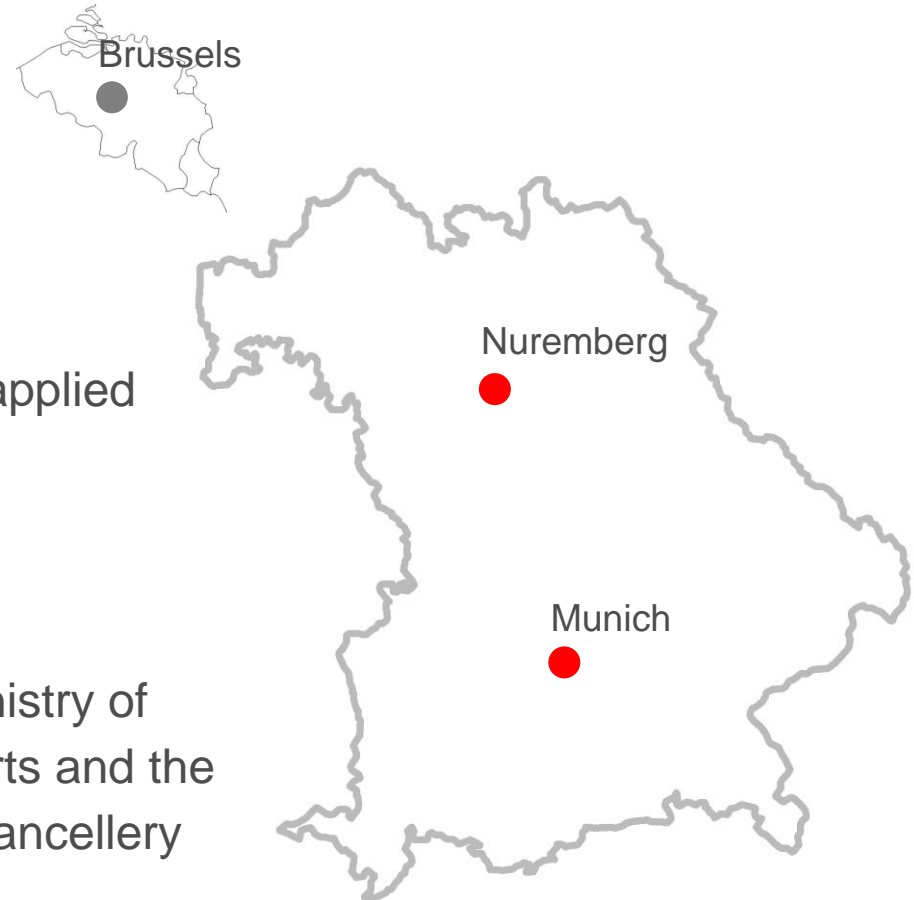 Brussels
Nuremberg
applied
Munich
nistry of
rts and the
ancellery